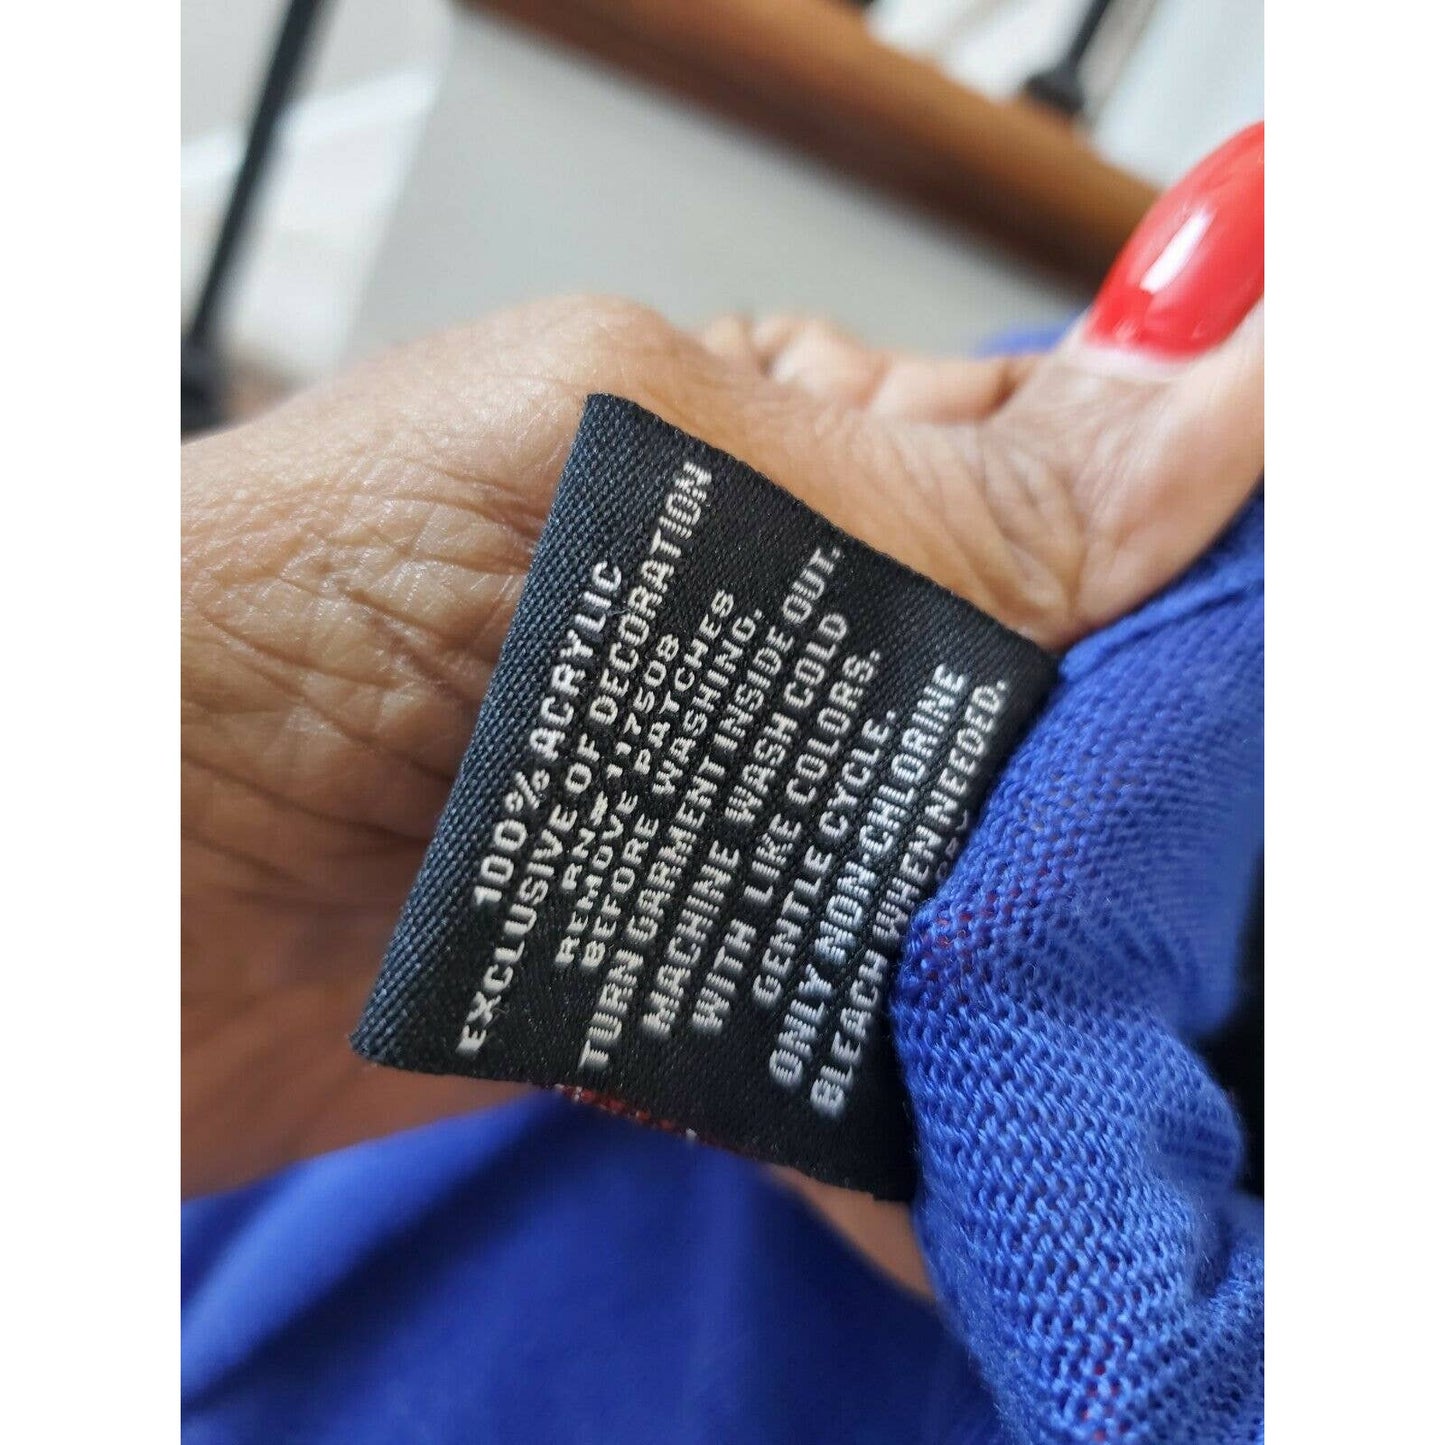 100% ACRYLIC
EXCLUSIVE OF DECORATION
RN# 117508
REMOVE PATCHES
BEFORE WASHING.
TURN GARMENT INSIDE OUT.
MACHINE WASH COLD
WITH LIKE COLORS.
GENTLE CYCLE.
ONLY NON-CHLORINE
BLEACH WHEN NEEDED.